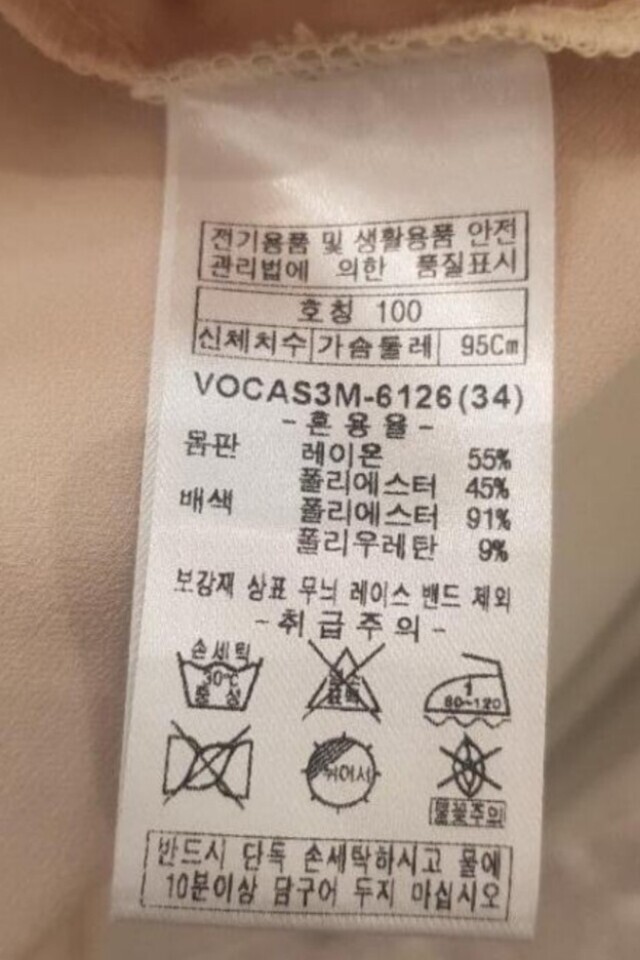 전기용품 및 생활용품 안전
관리법에 의한 품질표시
호칭 100
신체치수 가슴둘레 95Cm
VOCAS3M-6126(34)
-혼용율-
몸판 레이온 55%
폴리에스터 45%
배색 폴리에스터 91%
폴리우레탄 9%
보강재 상표 무늬 레이스 밴드 제외
-취급주의-
손세탁
30℃
중성
1
80~120
뉘어서
불꽃주의
반드시 단독 손세탁하시고 물에
10분이상 담구어 두지 마십시오